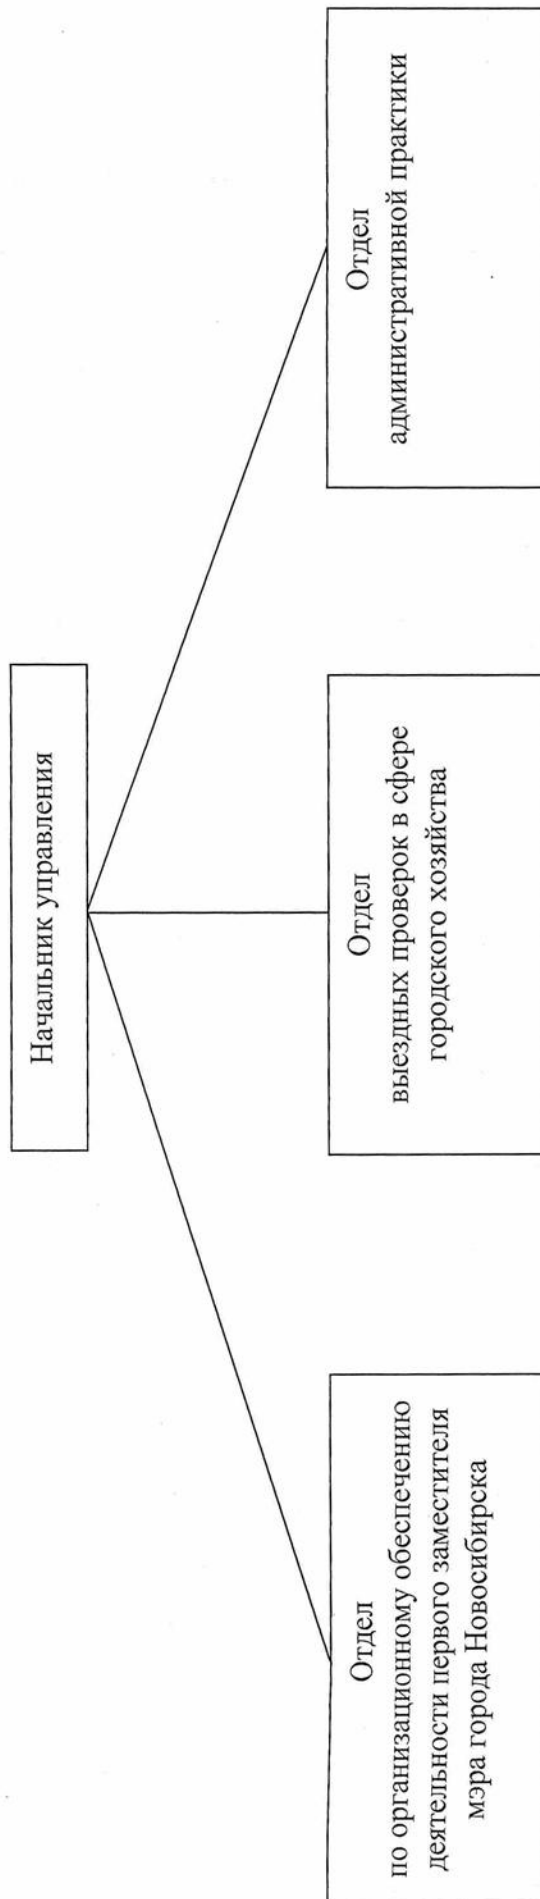 Начальник управления
Отдел
по организационному обеспечению
деятельности первого заместителя
мэра города Новосибирска
Отдел
выездных проверок в сфере
городского хозяйства
Отдел
административной практики